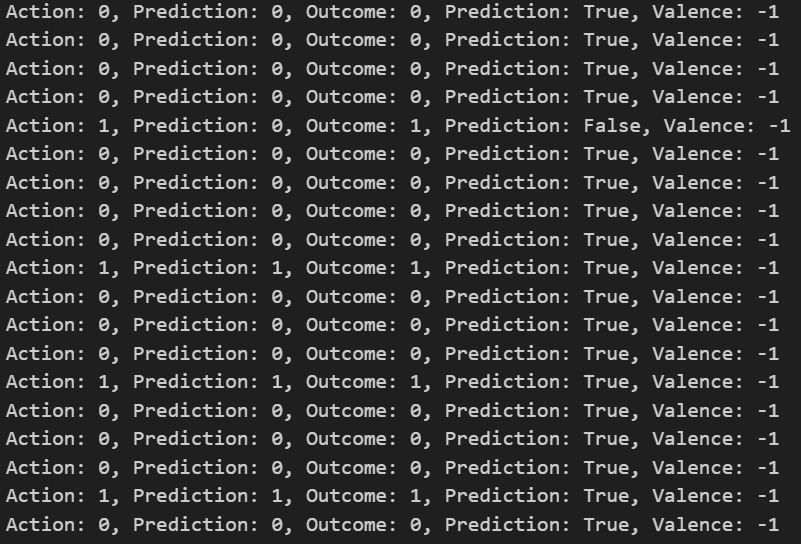 Action: 0, Prediction: 0, Outcome: 0, Prediction: True, Valence: -1
Action: 0, Prediction: 0, Outcome: 0, Prediction: True, Valence: -1
Action: 0, Prediction: 0, Outcome: 0, Prediction: True, Valence: -1
Action: 0, Prediction: 0, Outcome: 0, Prediction: True, Valence: -1
Action: 1, Prediction: 0, Outcome: 1, Prediction: False, Valence: -1
Action: 0, Prediction: 0, Outcome: 0, Prediction: True, Valence: -1
Action: 0, Prediction: 0, Outcome: 0, Prediction: True, Valence: -1
Action: 0, Prediction: 0, Outcome: 0, Prediction: True, Valence: -1
Action: 0, Prediction: 0, Outcome: 0, Prediction: True, Valence: -1
Action: 1, Prediction: 1, Outcome: 1, Prediction: True, Valence: -1
Action: 0, Prediction: 0, Outcome: 0, Prediction: True, Valence: -1
Action: 0, Prediction: 0, Outcome: 0, Prediction: True, Valence: -1
Action: 0, Prediction: 0, Outcome: 0, Prediction: True, Valence: -1
Action: 1, Prediction: 1, Outcome: 1, Prediction: True, Valence: -1
Action: 0, Prediction: 0, Outcome: 0, Prediction: True, Valence: -1
Action: 0, Prediction: 0, Outcome: 0, Prediction: True, Valence: -1
Action: 0, Prediction: 0, Outcome: 0, Prediction: True, Valence: -1
Action: 1, Prediction: 1, Outcome: 1, Prediction: True, Valence: -1
Action: 0, Prediction: 0, Outcome: 0, Prediction: True, Valence: -1